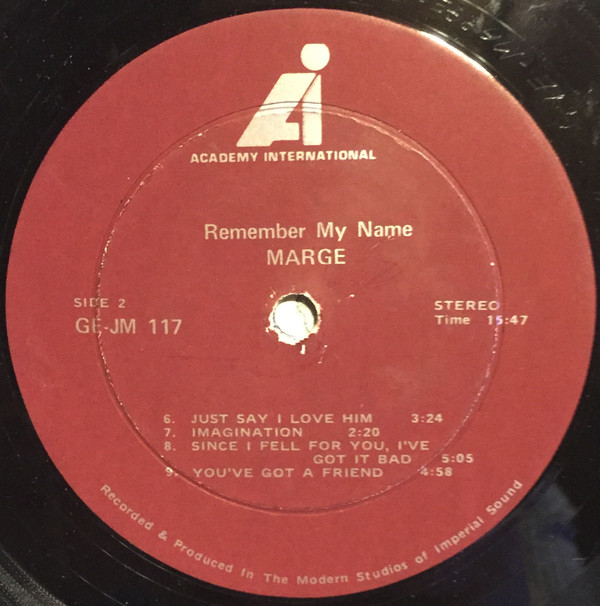 Ai
ACADEMY INTERNATIONAL
Remember My Name
MARGE
SIDE 2
GE-JM 117
STEREO
Time 15:47
6. JUST SAY I LOVE HIM 3:24
7. IMAGINATION 2:20
8. SINCE I FELL FOR YOU, I'VE
GOT IT BAD 5:05
9. YOU'VE GOT A FRIEND 4:58
Recorded & Produced In The Modern Studios of Imperial Sound